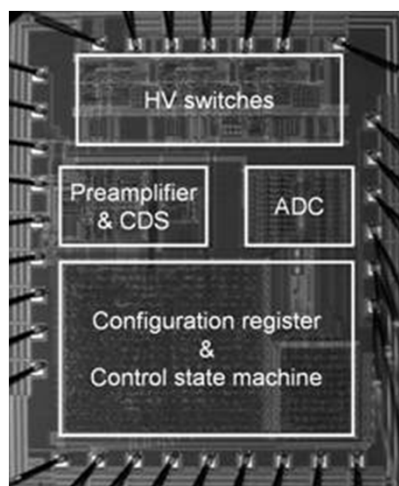 HV switches
Preamplifier
& CDS
ADC
Configuration register
&
Control state machine